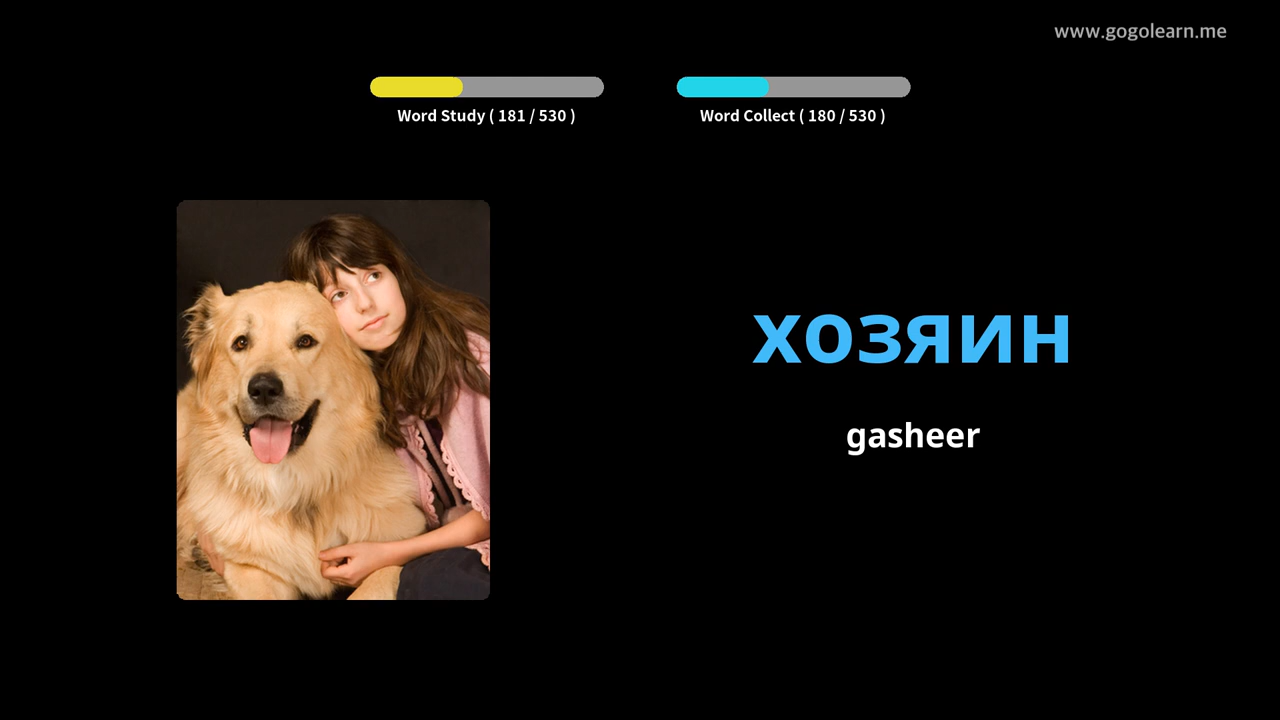 www.gogolearn.me
Word Study ( 181 / 530 )
Word Collect ( 180 / 530 )
хозяин
gasheer